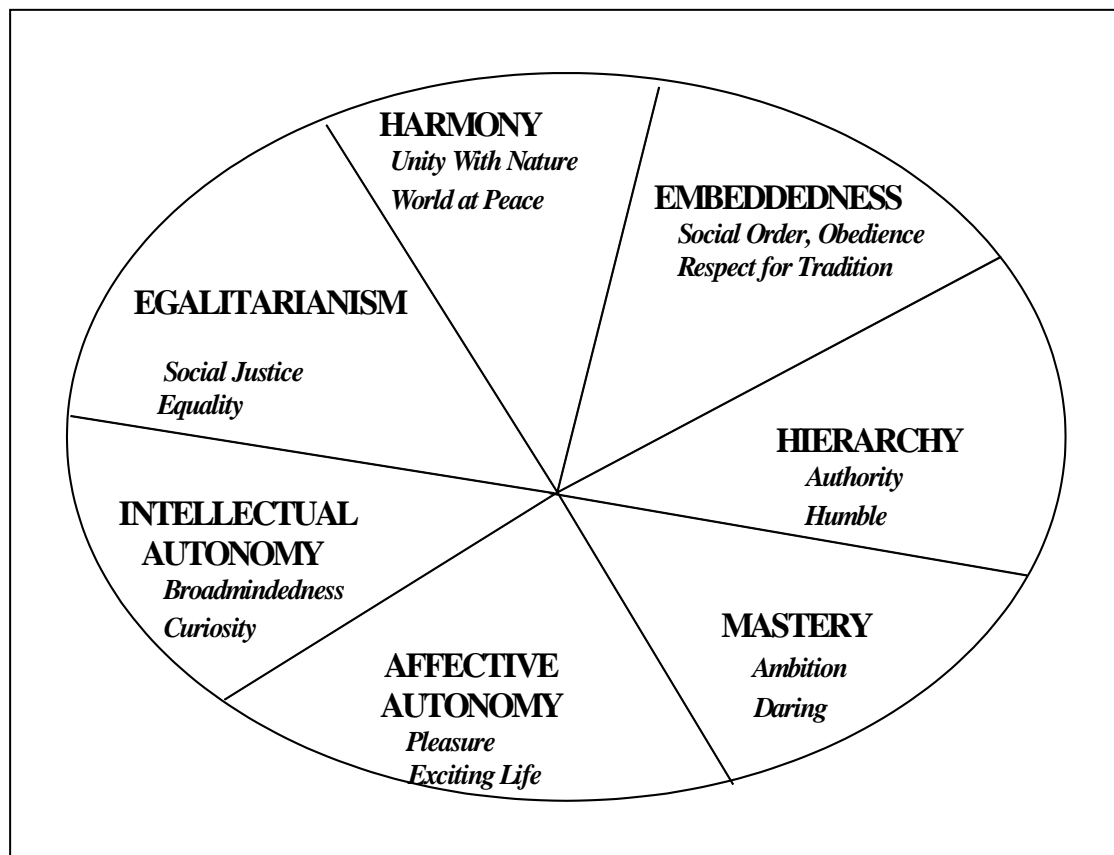 HARMONY
Unity With Nature
World at Peace
EMBEDDEDNESS
Social Order, Obedience
Respect for Tradition
EGALITARIANISM
Social Justice
Equality
HIERARCHY
Authority
Humble
INTELLECTUAL
AUTONOMY
Broadmindedness
Curiosity
MASTERY
Ambition
Daring
AFFECTIVE
AUTONOMY
Pleasure
Exciting Life